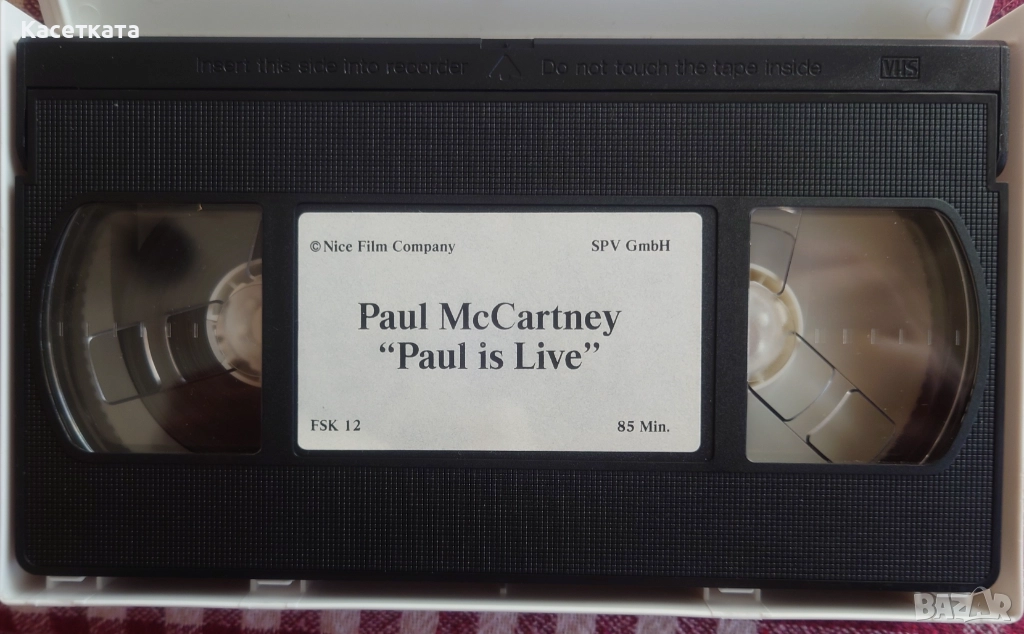 Касетката
Insert this side into recorder Do not touch the tape inside VHS
©Nice Film Company SPV GmbH
Paul McCartney
“Paul is Live”
FSK 12 85 Min.
BAZAR